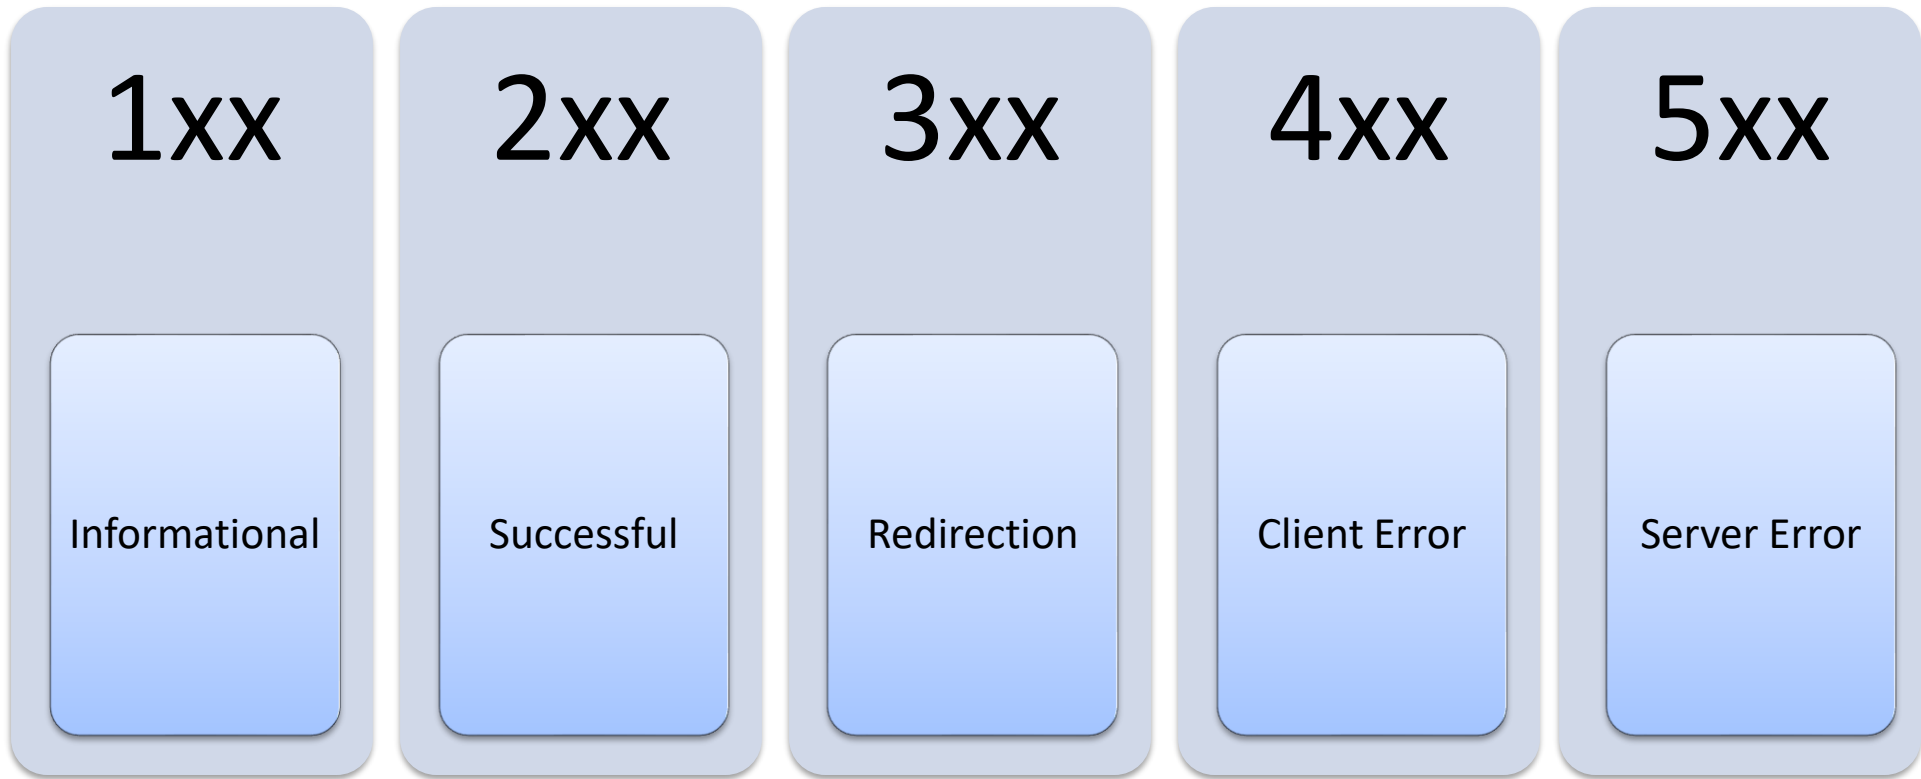 1xx
Informational
2xx
Successful
3xx
Redirection
4xx
Client Error
5xx
Server Error